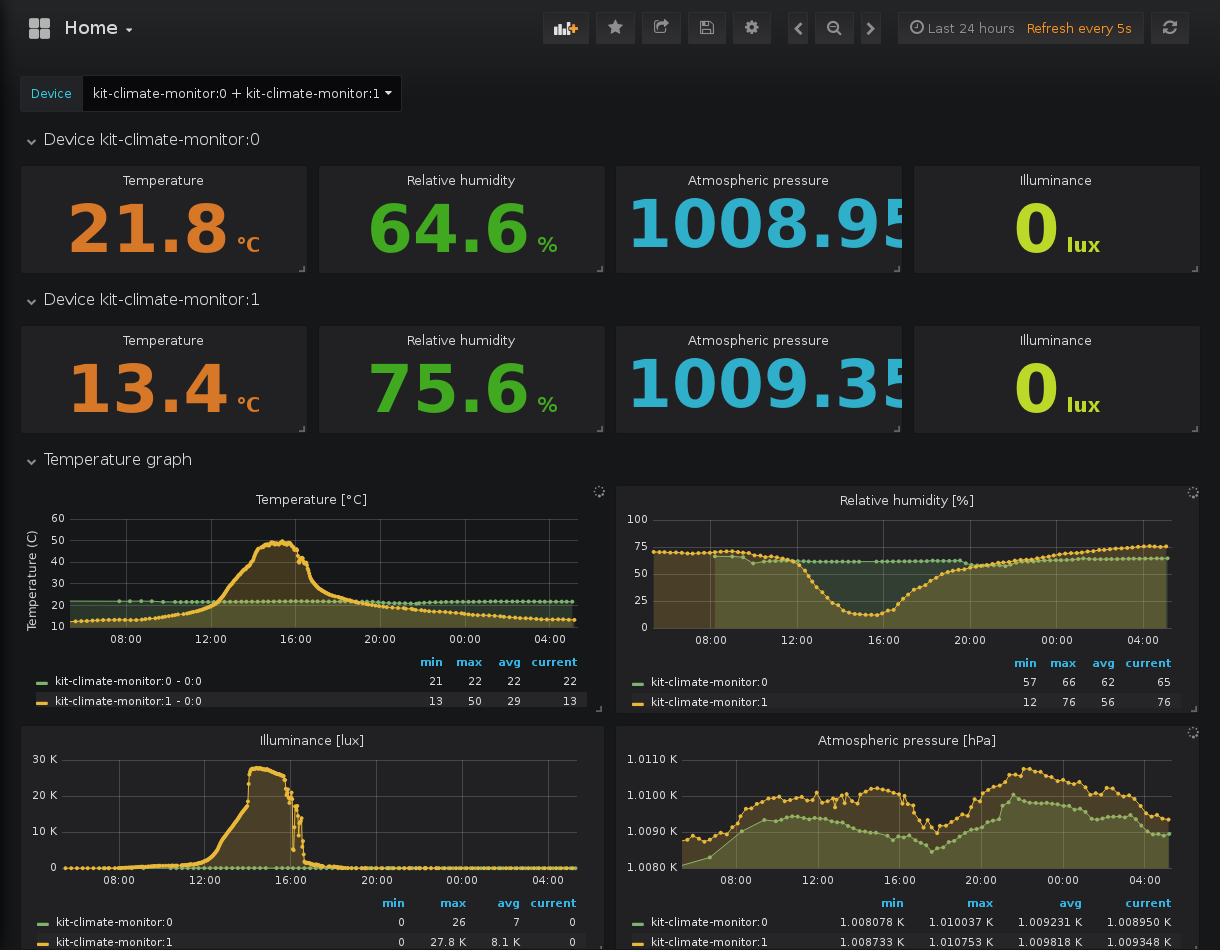 Home
Last 24 hours Refresh every 5s
Device kit-climate-monitor:0 + kit-climate-monitor:1
Device kit-climate-monitor:0
Temperature Relative humidity Atmospheric pressure Illuminance
21.8 °C 64.6 % 1008.95 0 lux
Device kit-climate-monitor:1
Temperature Relative humidity Atmospheric pressure Illuminance
13.4 °C 75.6 % 1009.35 0 lux
Temperature graph
Temperature [°C]
Temperature (C)
60
50
40
30
20
10
08:00 12:00 16:00 20:00 00:00 04:00
min max avg current
kit-climate-monitor:0 - 0:0 21 22 22 22
kit-climate-monitor:1 - 0:0 13 50 29 13
Relative humidity [%]
100
75
50
25
0
08:00 12:00 16:00 20:00 00:00 04:00
min max avg current
kit-climate-monitor:0 57 66 62 65
kit-climate-monitor:1 12 76 56 76
Illuminance [lux]
30 K
20 K
10 K
0
08:00 12:00 16:00 20:00 00:00 04:00
min max avg current
kit-climate-monitor:0 0 26 7 0
kit-climate-monitor:1 0 27.8 K 8.1 K 0
Atmospheric pressure [hPa]
1.0110 K
1.0100 K
1.0090 K
1.0080 K
08:00 12:00 16:00 20:00 00:00 04:00
min max avg current
kit-climate-monitor:0 1.008078 K 1.010037 K 1.009231 K 1.008950 K
kit-climate-monitor:1 1.008733 K 1.010753 K 1.009818 K 1.009348 K